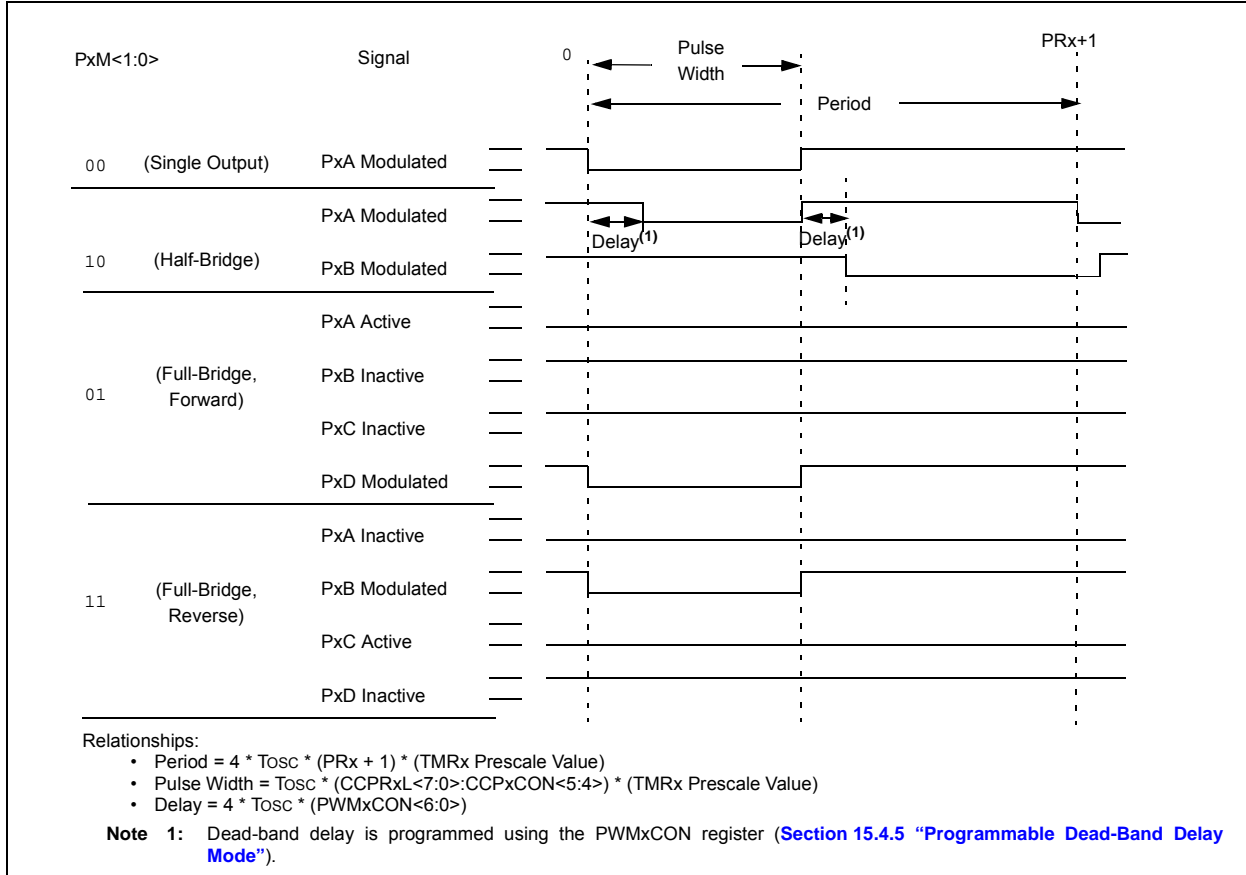 PxM<1:0> Signal 0 Pulse Width PRx+1
Period
00 (Single Output) PxA Modulated
PxA Modulated
Delay(1) Delay(1)
10 (Half-Bridge) PxB Modulated
PxA Active
01 (Full-Bridge, Forward) PxB Inactive
PxC Inactive
PxD Modulated
PxA Inactive
11 (Full-Bridge, Reverse) PxB Modulated
PxC Active
PxD Inactive
Relationships:
• Period = 4 * TOSC * (PRx + 1) * (TMRx Prescale Value)
• Pulse Width = TOSC * (CCPRxL<7:0>:CCPxCON<5:4>) * (TMRx Prescale Value)
• Delay = 4 * TOSC * (PWMxCON<6:0>)
Note 1: Dead-band delay is programmed using the PWMxCON register (Section 15.4.5 “Programmable Dead-Band Delay
Mode”).